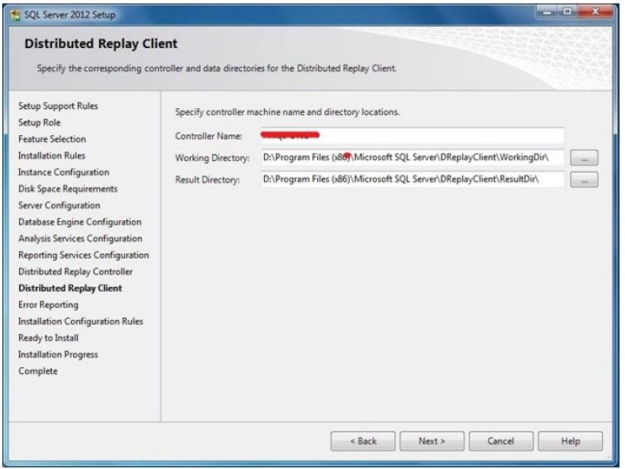 SQL Server 2012 Setup
Distributed Replay Client
Specify the corresponding controller and data directories for the Distributed Replay Client.
Setup Support Rules
Setup Role
Feature Selection
Installation Rules
Instance Configuration
Disk Space Requirements
Server Configuration
Database Engine Configuration
Analysis Services Configuration
Reporting Services Configuration
Distributed Replay Controller
Distributed Replay Client
Error Reporting
Installation Configuration Rules
Ready to Install
Installation Progress
Complete
Specify controller machine name and directory locations.
Controller Name:
Working Directory: D:\Program Files (x86)\Microsoft SQL Server\DReplayClient\WorkingDir\ ...
Result Directory: D:\Program Files (x86)\Microsoft SQL Server\DReplayClient\ResultDir\ ...
< Back Next > Cancel Help